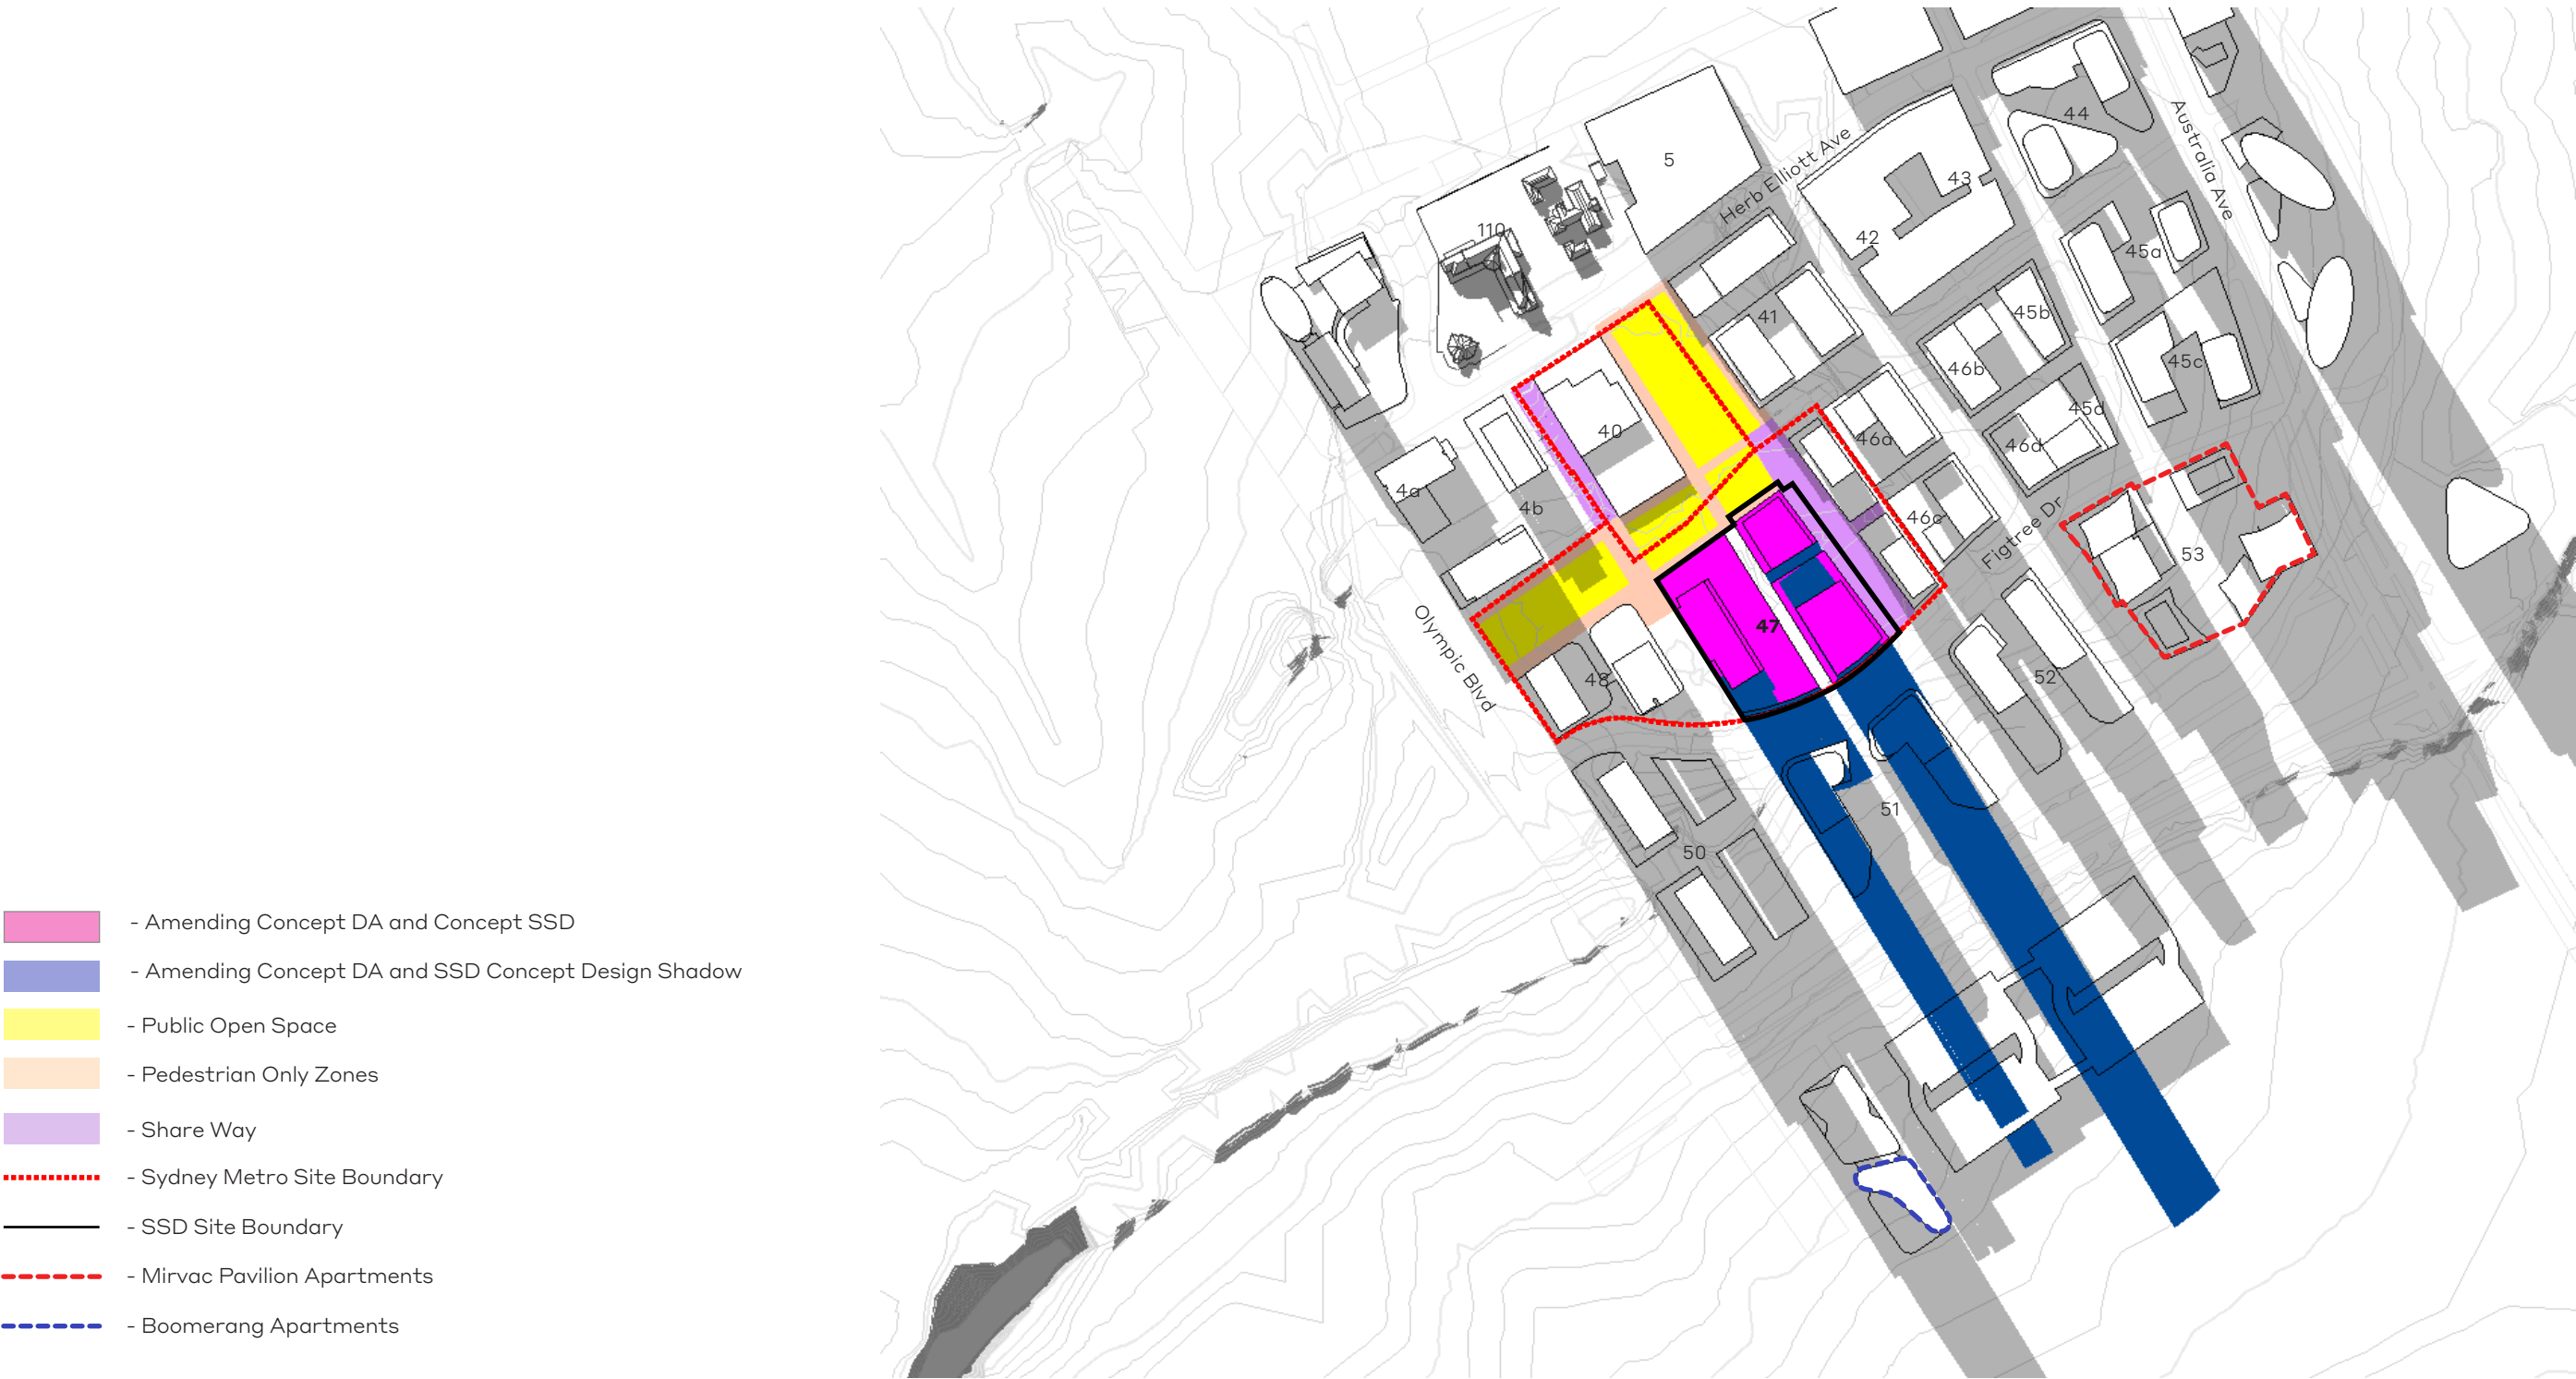 - Amending Concept DA and Concept SSD
- Amending Concept DA and SSD Concept Design Shadow
- Public Open Space
- Pedestrian Only Zones
- Share Way
- Sydney Metro Site Boundary
- SSD Site Boundary
- Mirvac Pavilion Apartments
- Boomerang Apartments
44
Australia Ave
5
Herb Elliott Ave
43
110
42
45a
41
45b
46b
45c
45d
40
46a
46d
4a
4b
46c
Figtree Dr
53
Olympic Blvd
47
48
52
51
50